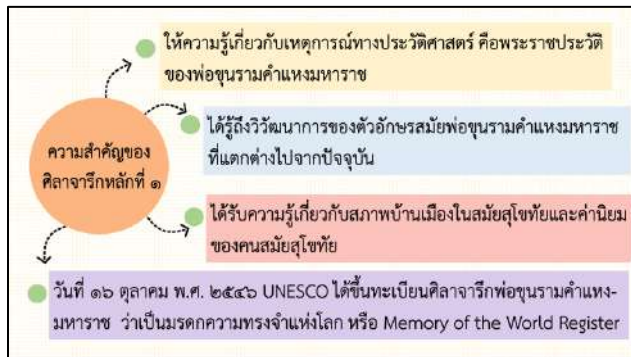 ให้ความรู้เกี่ยวกับเหตุการณ์ทางประวัติศาสตร์ คือพระราชประวัติ
ของพ่อขุนรามคำแหงมหาราช
ความสำคัญของ
ศิลาจารึกหลักที่ ๑
ได้รู้ถึงวิวัฒนาการของตัวอักษรสมัยพ่อขุนรามคำแหงมหาราช
ที่แตกต่างไปจากปัจจุบัน
ได้รับความรู้เกี่ยวกับสภาพบ้านเมืองในสมัยสุโขทัยและค่านิยม
ของคนสมัยสุโขทัย
วันที่ ๑๖ ตุลาคม พ.ศ. ๒๕๔๖ UNESCO ได้ขึ้นทะเบียนศิลาจารึกพ่อขุนรามคำแหง-
มหาราช ว่าเป็นมรดกความทรงจำแห่งโลก หรือ Memory of the World Register